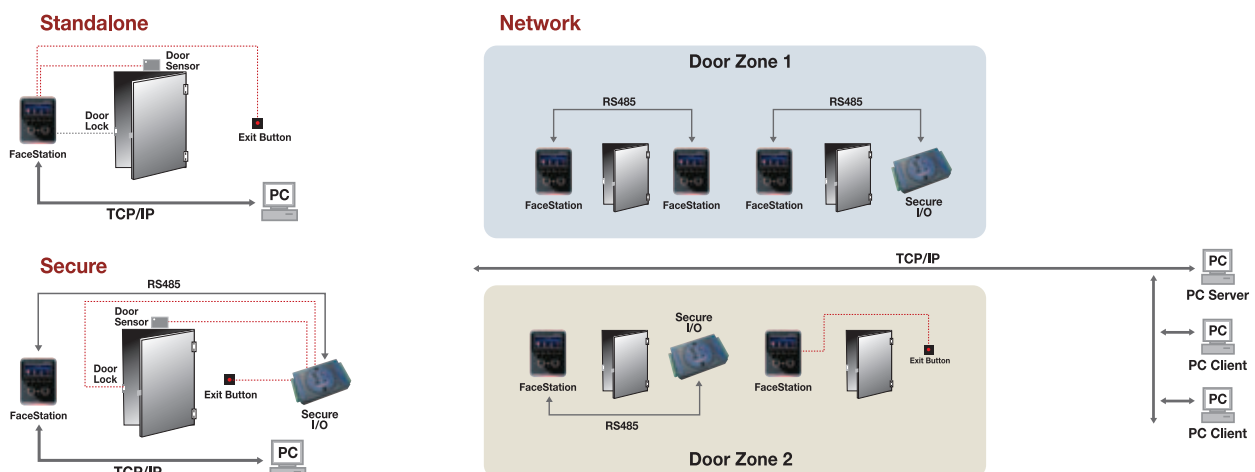 Standalone
Door
Sensor
Door
Lock
FaceStation
Exit Button
PC
TCP/IP
Secure
RS485
Door
Sensor
Door
Lock
FaceStation
Exit Button
Secure
I/O
PC
TCP/IP
Network
Door Zone 1
RS485
RS485
FaceStation
FaceStation
FaceStation
Secure
I/O
TCP/IP
PC
PC Server
PC
PC Client
PC
PC Client
Secure
I/O
FaceStation
FaceStation
Exit Button
RS485
Door Zone 2